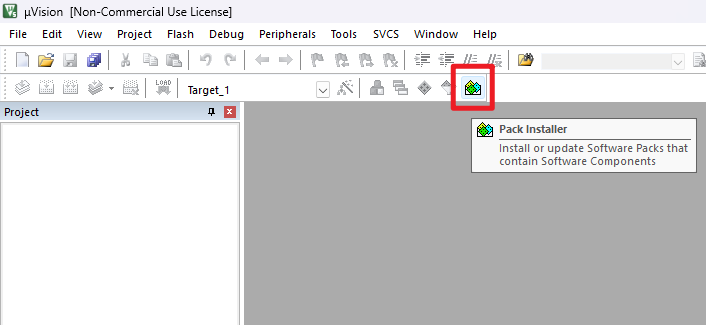 µVision [Non-Commercial Use License]
File Edit View Project Flash Debug Peripherals Tools SVCS Window Help
LOAD
Target_1
Project
Pack Installer
Install or update Software Packs that
contain Software Components